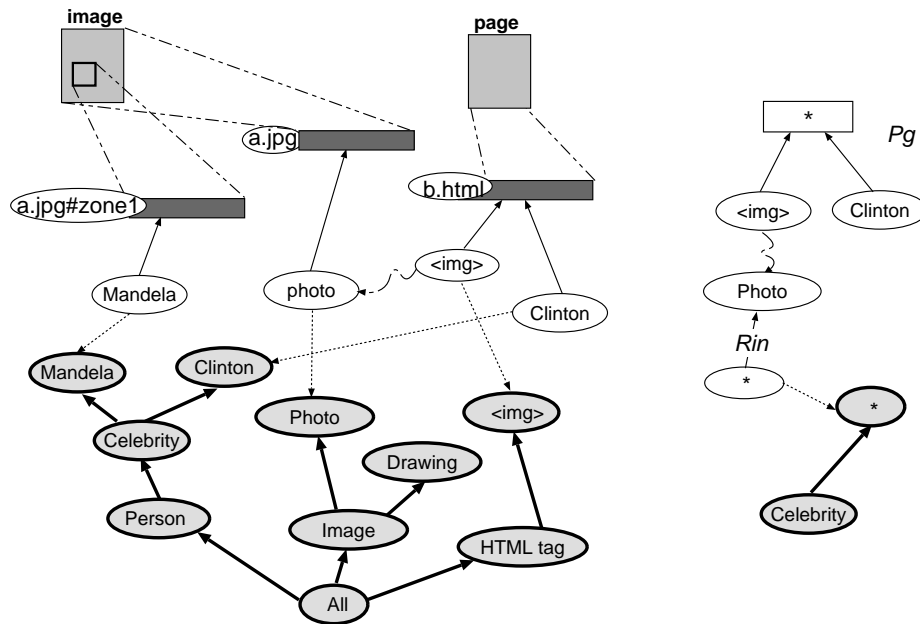 image
page
a.jpg
*
Pg
b.html
a.jpg#zone1
<img>
Clinton
<img>
Mandela
photo
Photo
Clinton
Rin
Mandela
Clinton
*
*
Photo
<img>
Celebrity
Drawing
Person
Image
Celebrity
HTML tag
All